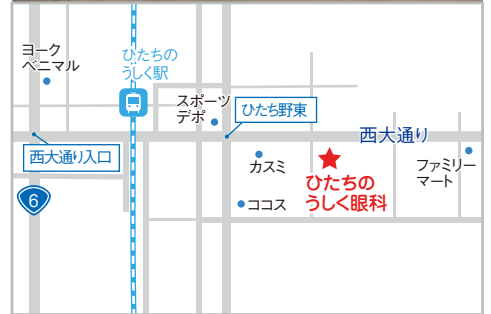 ヨーク
ベニマル
ひたちの
うしく駅
スポーツ
デポ
ひたち野東
西大通り
西大通り入口
カスミ
ファミリー
マート
ひたちの
うしく眼科
ココス
6